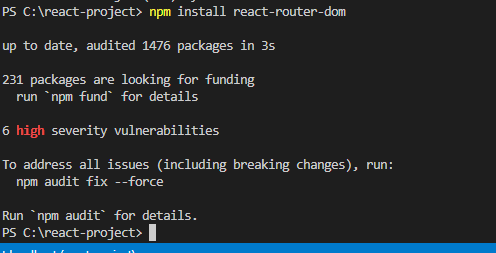 PS C:\react-project> npm install react-router-dom
up to date, audited 1476 packages in 3s
231 packages are looking for funding
run `npm fund` for details
6 high severity vulnerabilities
To address all issues (including breaking changes), run:
npm audit fix --force
Run `npm audit` for details.
PS C:\react-project>